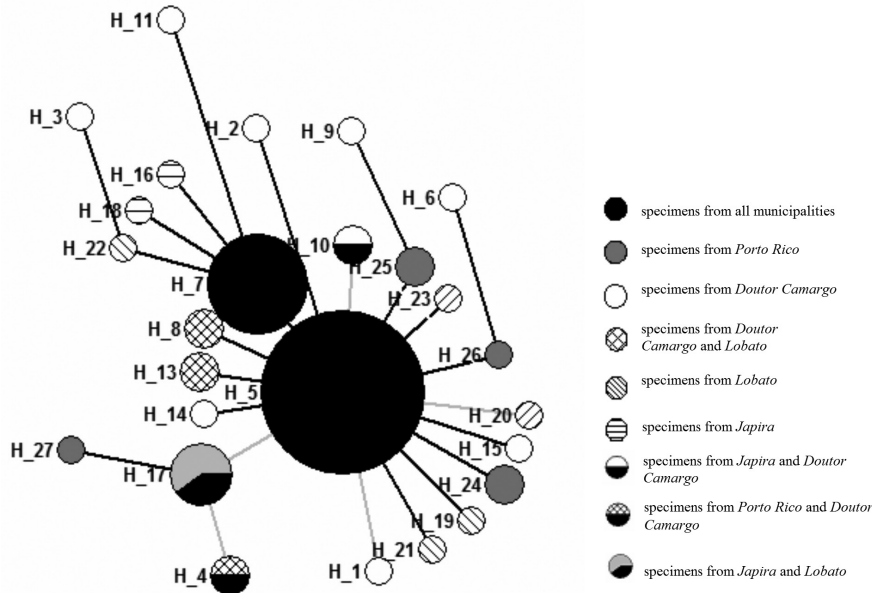 H_11
H_3
H_2
H_9
H_16
H_6
H_18
H_10
H_22
H_25
H_7
H_23
H_8
H_26
H_13
H_5
H_14
H_20
H_15
H_27
H_17
H_24
H_19
H_21
H_4
H_1
specimens from all municipalities
specimens from Porto Rico
specimens from Doutor Camargo
specimens from Doutor
Camargo and Lobato
specimens from Lobato
specimens from Japira
specimens from Japira and Doutor
Camargo
specimens from Porto Rico and Doutor
Camargo
specimens from Japira and Lobato